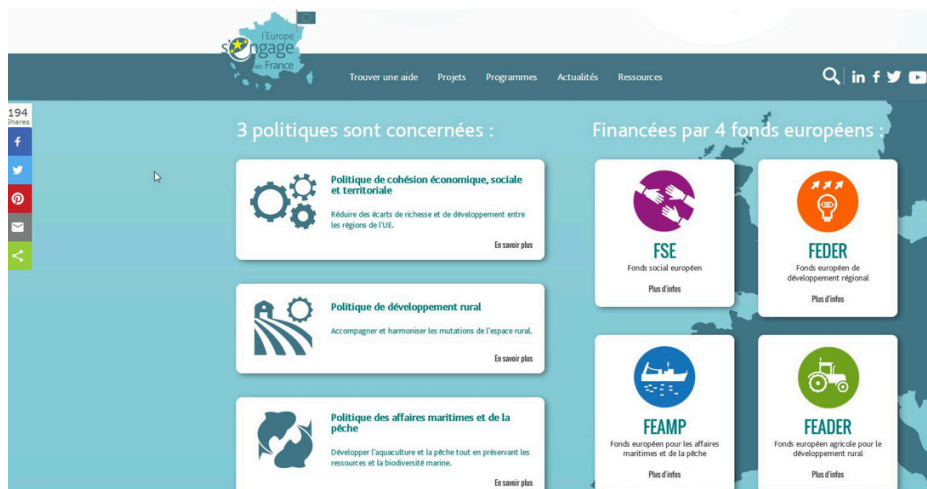 l'Europe
s'engage
en France
Trouver une aide Projets Programmes Actualités Ressources
194
Shares
3 politiques sont concernées :
Financées par 4 fonds européens :
Politique de cohésion économique, sociale
et territoriale
Réduire des écarts de richesse et de développement entre
les régions de l'UE.
En savoir plus
Politique de développement rural
Accompagner et harmoniser les mutations de l'espace rural.
En savoir plus
Politique des affaires maritimes et de la
pêche
Développer l'aquaculture et la pêche tout en préservant les
ressources et la biodiversité marine.
En savoir plus
FSE
Fonds social européen
Plus d'infos
FEDER
Fonds européen de
développement régional
Plus d'infos
FEAMP
Fonds européen pour les affaires
maritimes et de la pêche
Plus d'infos
FEADER
Fonds européen agricole pour le
développement rural
Plus d'infos